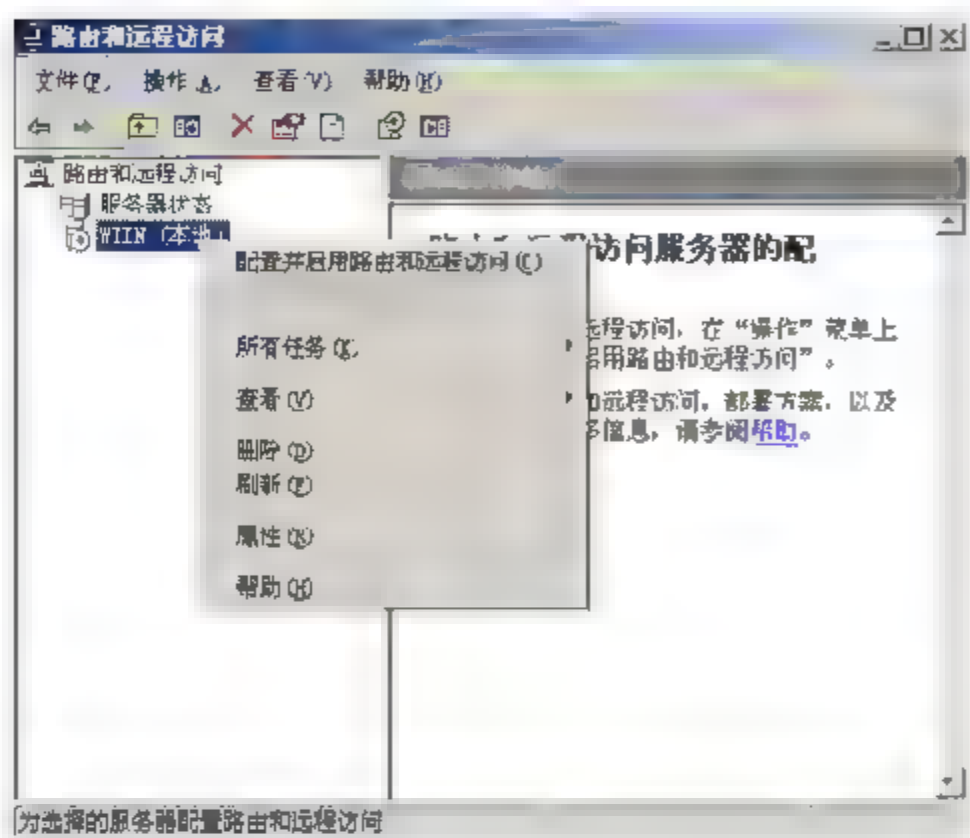 路由和远程访问
文件(F) 操作(A) 查看(V) 帮助(H)
路由和远程访问
服务器状态
WIIN (本地)
配置并启用路由和远程访问(C)
所有任务(K)
查看(V)
删除(D)
刷新(F)
属性(R)
帮助(H)
访问服务器的配
远程访问，在“操作”菜单上
启用路由和远程访问”。
和远程访问，部署方案，以及
多信息，请参阅帮助。
为选择的服务器配置路由和远程访问